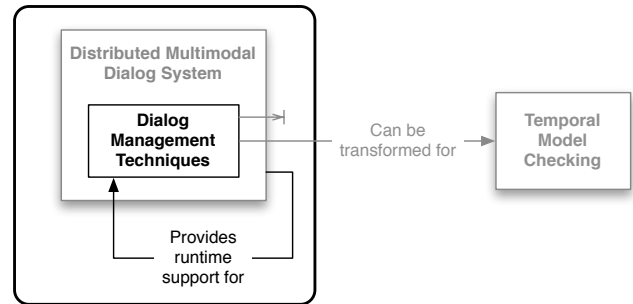 Distributed Multimodal
Dialog System
Dialog
Management
Techniques
Can be
transformed for
Temporal
Model
Checking
Provides
runtime
support for